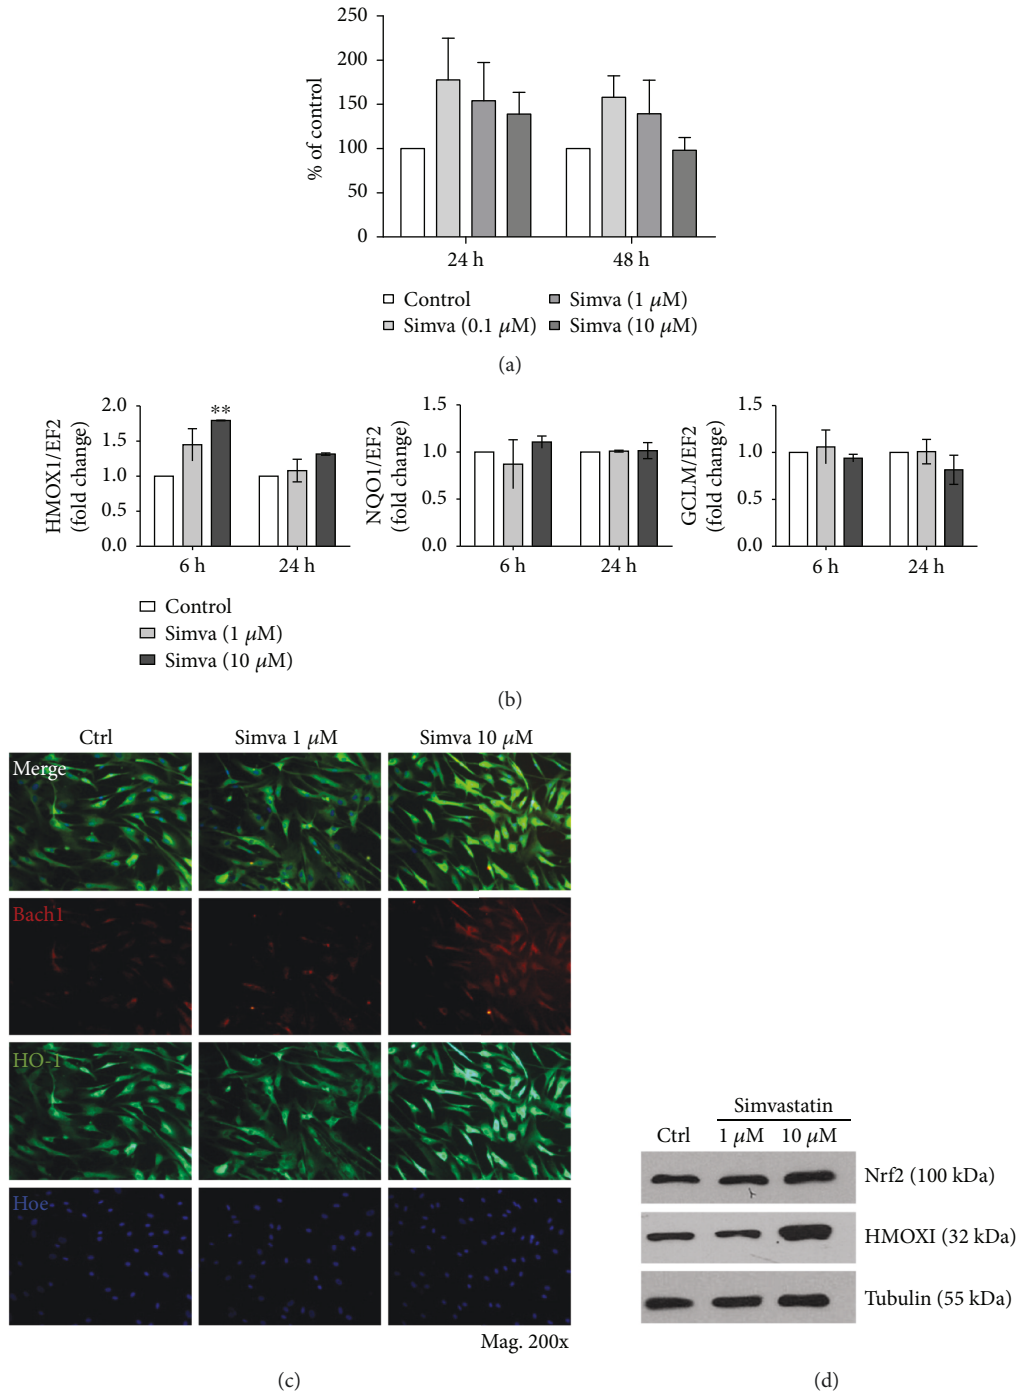 250
200
150
100
50
0
% of control
24 h
48 h
Control
Simva (1 μM)
Simva (0.1 μM)
Simva (10 μM)
(a)
2.0
1.5
1.0
0.5
0.0
HMOX1/EF2
(fold change)
**
6 h
24 h
1.5
1.0
0.5
0.0
NQO1/EF2
(fold change)
6 h
24 h
1.5
1.0
0.5
0.0
GCLM/EF2
(fold change)
6 h
24 h
Control
Simva (1 μM)
Simva (10 μM)
(b)
Ctrl
Simva 1 μM
Simva 10 μM
Merge
Bach1
HO-1
Hoe
Mag. 200x
(c)
Simvastatin
Ctrl
1 μM
10 μM
Nrf2 (100 kDa)
HMOXI (32 kDa)
Tubulin (55 kDa)
(d)